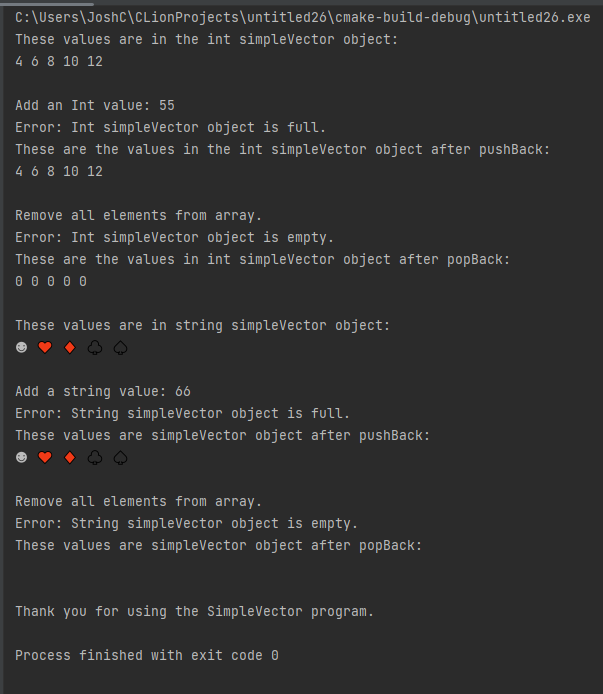 C:\Users\JoshC\CLionProjects\untitled26\cmake-build-debug\untitled26.exe
These values are in the int simpleVector object:
4 6 8 10 12
Add an Int value: 55
Error: Int simpleVector object is full.
These are the values in the int simpleVector object after pushBack:
4 6 8 10 12
Remove all elements from array.
Error: Int simpleVector object is empty.
These are the values in int simpleVector object after popBack:
0 0 0 0 0
These values are in string simpleVector object:
☻ ♥ ♦ ♣ ♠
Add a string value: 66
Error: String simpleVector object is full.
These values are simpleVector object after pushBack:
☻ ♥ ♦ ♣ ♠
Remove all elements from array.
Error: String simpleVector object is empty.
These values are simpleVector object after popBack:
Thank you for using the SimpleVector program.
Process finished with exit code 0